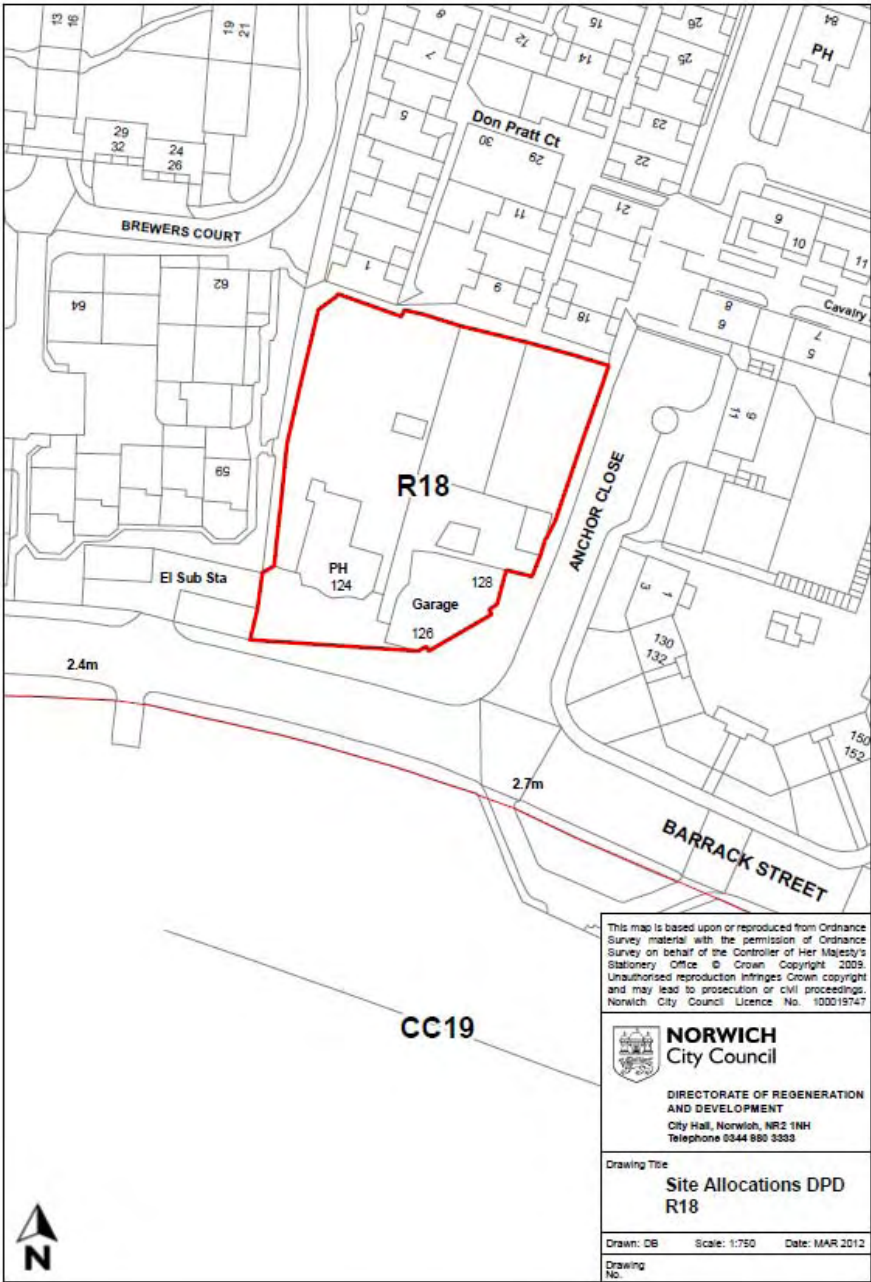 13
16
19
21
8
7
5
12
15
14
26
25
23
22
84
PH
Don Pratt Ct
30
29
29
32
24
26
BREWERS COURT
11
21
9
10
11
1
9
18
8
6
Cavalry
7
5
64
62
59
9
11
R18
ANCHOR CLOSE
PH
124
El Sub Sta
128
Garage
126
1
3
130
132
150
152
2.4m
2.7m
BARRACK STREET
CC19
N
This map is based upon or reproduced from Ordnance
Survey material with the permission of Ordnance
Survey on behalf of the Controller of Her Majesty's
Stationery Office © Crown Copyright 2009.
Unauthorised reproduction infringes Crown copyright
and may lead to prosecution or civil proceedings.
Norwich City Council Licence No. 100019747
NORWICH
City Council
DIRECTORATE OF REGENERATION
AND DEVELOPMENT
City Hall, Norwich, NR2 1NH
Telephone 0344 980 3333
Drawing Title
Site Allocations DPD
R18
Drawn: DB Scale: 1:750 Date: MAR 2012
Drawing
No.